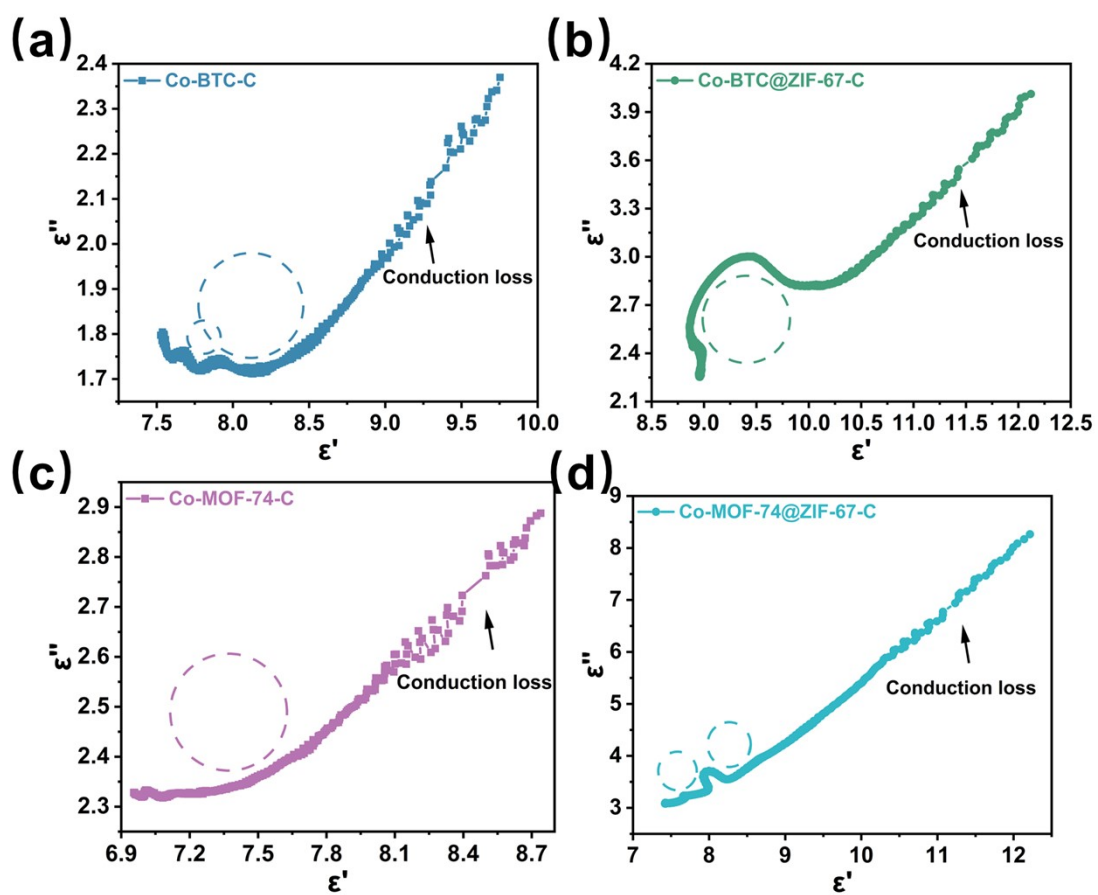 (a)
Co-BTC-C
2.4
2.3
2.2
2.1
2.0
1.9
1.8
1.7
ε"
Conduction loss
7.5 8.0 8.5 9.0 9.5 10.0
ε'
(b)
Co-BTC@ZIF-67-C
4.2
3.9
3.6
3.3
3.0
2.7
2.4
2.1
ε"
Conduction loss
8.5 9.0 9.5 10.0 10.5 11.0 11.5 12.0 12.5
ε'
(c)
Co-MOF-74-C
2.9
2.8
2.7
2.6
2.5
2.4
2.3
ε"
Conduction loss
6.9 7.2 7.5 7.8 8.1 8.4 8.7
ε'
(d)
Co-MOF-74@ZIF-67-C
9
8
7
6
5
4
3
ε"
Conduction loss
7 8 9 10 11 12
ε'